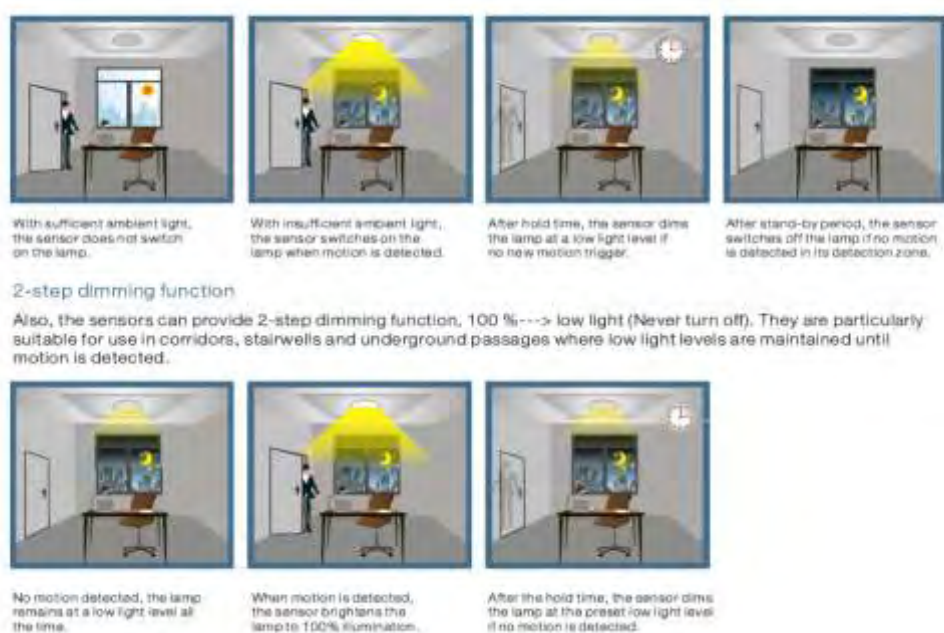 With sufficient ambient light,
the sensor does not switch
on the lamp.
With insufficient ambient light,
the sensor switches on the
lamp when motion is detected.
After hold time, the sensor dims
the lamp at a low light level if
no new motion trigger.
After stand-by period, the sensor
switches off the lamp if no motion
is detected in its detection zone.
2-step dimming function
Also, the sensors can provide 2-step dimming function, 100 %---> low light (Never turn off). They are particularly
suitable for use in corridors, stairwells and underground passages where low light levels are maintained until
motion is detected.
No motion detected, the lamp
remains at a low light level all
the time.
When motion is detected,
the sensor brightens the
lamp to 100% illumination.
After the hold time, the sensor dims
the lamp at the preset low light level
if no motion is detected.